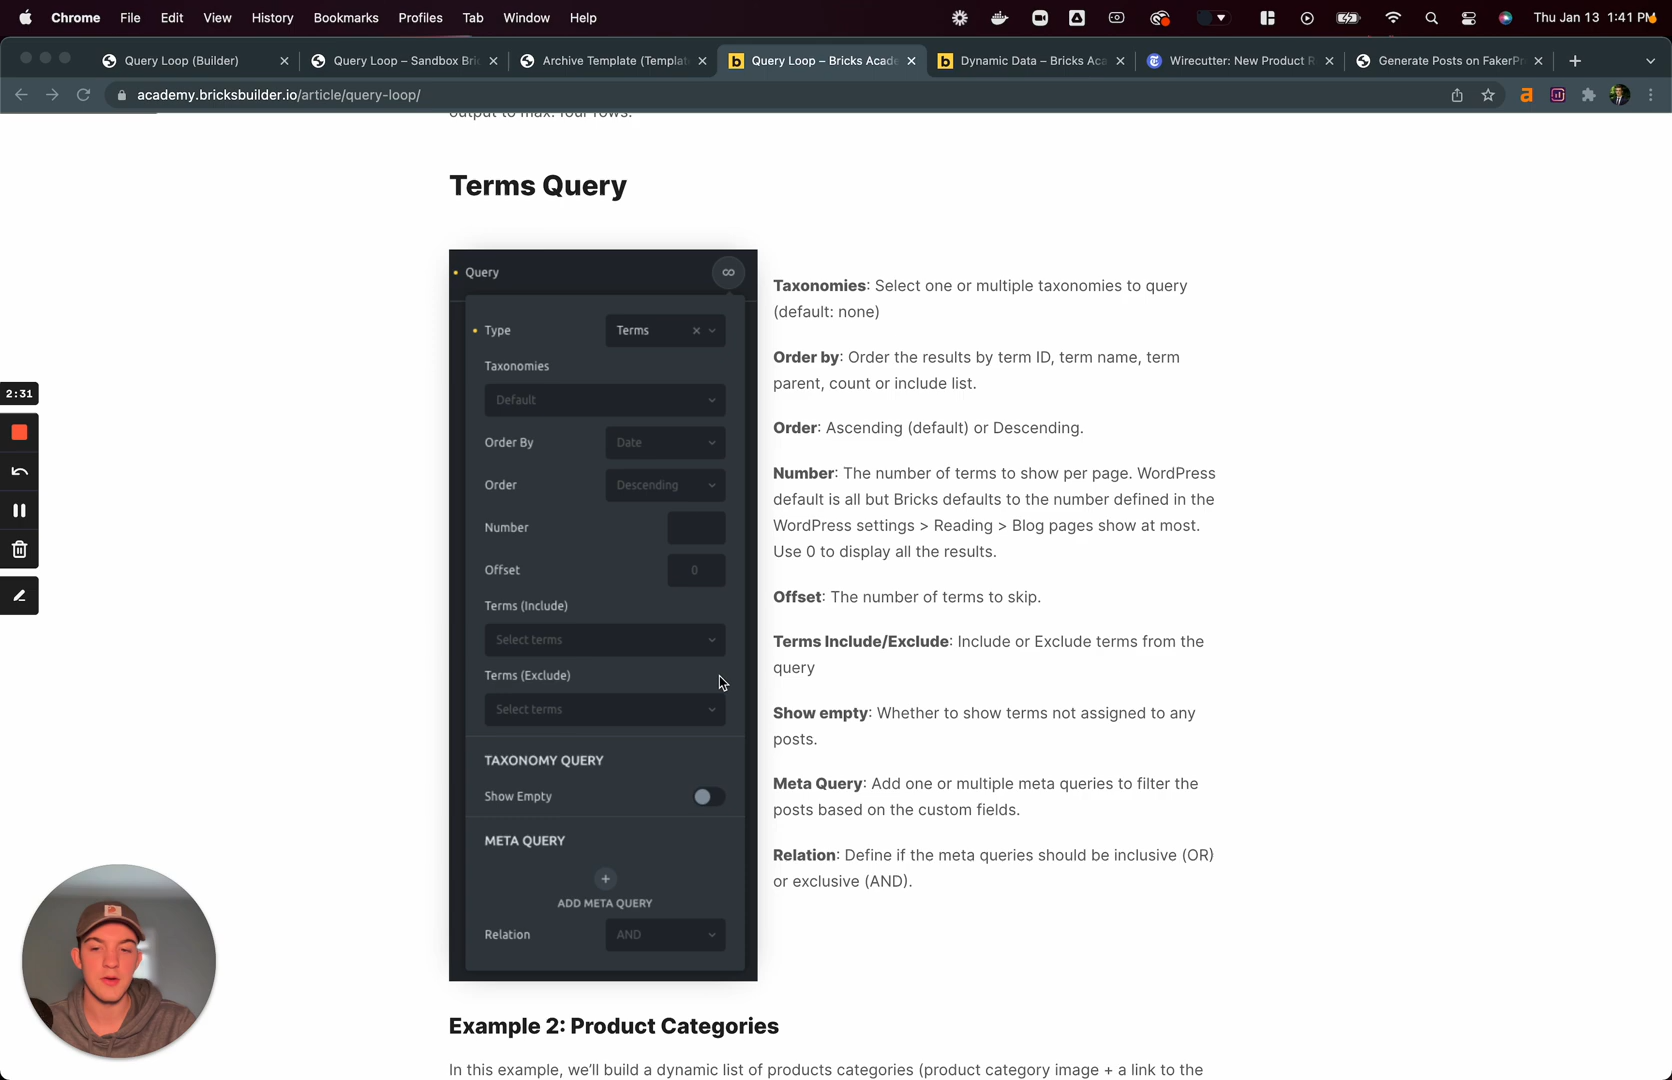 Chrome File Edit View History Bookmarks Profiles Tab Window Help Thu Jan 13 1:41 PM
Query Loop (Builder) Query Loop – Sandbox Bri Archive Template (Templat Query Loop – Bricks Acade Dynamic Data – Bricks Aca Wirecutter: New Product R Generate Posts on FakerPr
academy.bricksbuilder.io/article/query-loop/
output to max. four rows.
Terms Query
Query
Type Terms
Taxonomies
Default
Order By Date
Order Descending
Number
Offset 0
Terms (Include)
Select terms
Terms (Exclude)
Select terms
TAXONOMY QUERY
Show Empty
META QUERY
ADD META QUERY
Relation AND
Taxonomies: Select one or multiple taxonomies to query
(default: none)
Order by: Order the results by term ID, term name, term
parent, count or include list.
Order: Ascending (default) or Descending.
Number: The number of terms to show per page. WordPress
default is all but Bricks defaults to the number defined in the
WordPress settings > Reading > Blog pages show at most.
Use 0 to display all the results.
Offset: The number of terms to skip.
Terms Include/Exclude: Include or Exclude terms from the
query
Show empty: Whether to show terms not assigned to any
posts.
Meta Query: Add one or multiple meta queries to filter the
posts based on the custom fields.
Relation: Define if the meta queries should be inclusive (OR)
or exclusive (AND).
2:31
Example 2: Product Categories
In this example, we'll build a dynamic list of products categories (product category image + a link to the